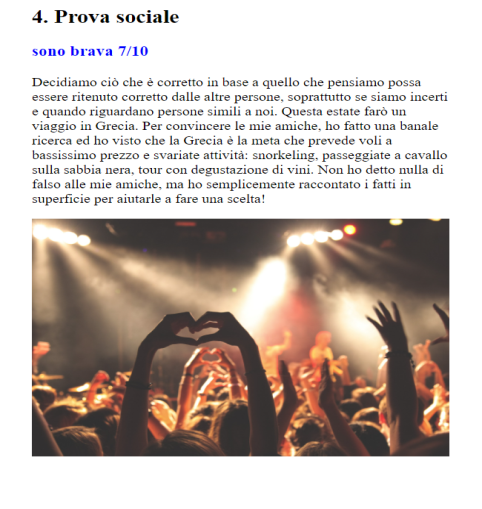 4. Prova sociale
sono brava 7/10
Decidiamo ciò che è corretto in base a quello che pensiamo possa
essere ritenuto corretto dalle altre persone, soprattutto se siamo incerti
e quando riguardano persone simili a noi. Questa estate farò un
viaggio in Grecia. Per convincere le mie amiche, ho fatto una banale
ricerca ed ho visto che la Grecia è la meta che prevede voli a
bassissimo prezzo e svariate attività: snorkeling, passeggiate a cavallo
sulla sabbia nera, tour con degustazione di vini. Non ho detto nulla di
falso alle mie amiche, ma ho semplicemente raccontato i fatti in
superficie per aiutarle a fare una scelta!